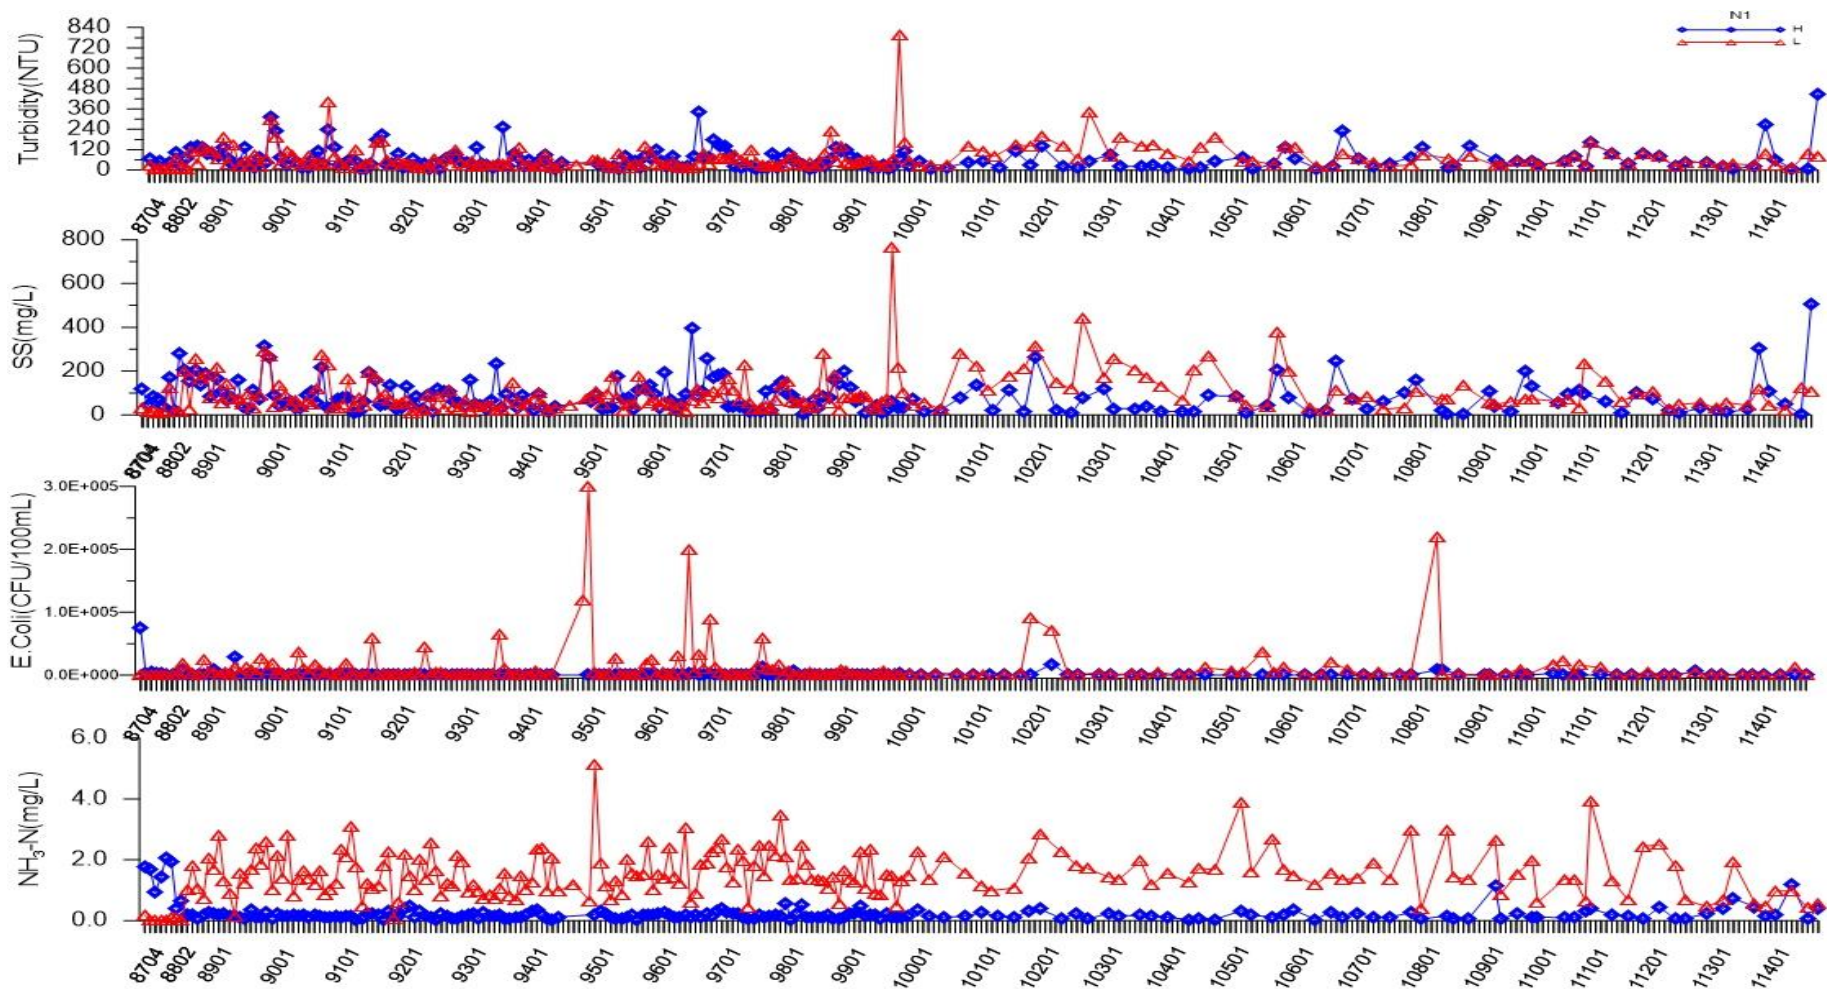 N1
H
L
Turbidity(NTU)
840
720
600
480
360
240
120
0
8704 8802 8901 9001 9101 9201 9301 9401 9501 9601 9701 9801 9901 10001 10101 10201 10301 10401 10501 10601 10701 10801 10901 11001 11101 11201 11301 11401
SS(mg/L)
800
600
400
200
0
8704 8802 8901 9001 9101 9201 9301 9401 9501 9601 9701 9801 9901 10001 10101 10201 10301 10401 10501 10601 10701 10801 10901 11001 11101 11201 11301 11401
E.Coli(CFU/100mL)
3.0E+005
2.0E+005
1.0E+005
0.0E+000
8704 8802 8901 9001 9101 9201 9301 9401 9501 9601 9701 9801 9901 10001 10101 10201 10301 10401 10501 10601 10701 10801 10901 11001 11101 11201 11301 11401
NH3-N(mg/L)
6.0
4.0
2.0
0.0
8704 8802 8901 9001 9101 9201 9301 9401 9501 9601 9701 9801 9901 10001 10101 10201 10301 10401 10501 10601 10701 10801 10901 11001 11101 11201 11301 11401